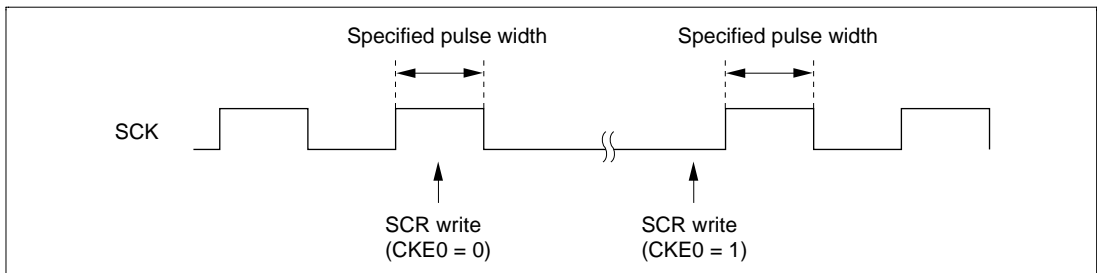 Specified pulse width
Specified pulse width
SCK
SCR write
(CKE0 = 0)
SCR write
(CKE0 = 1)